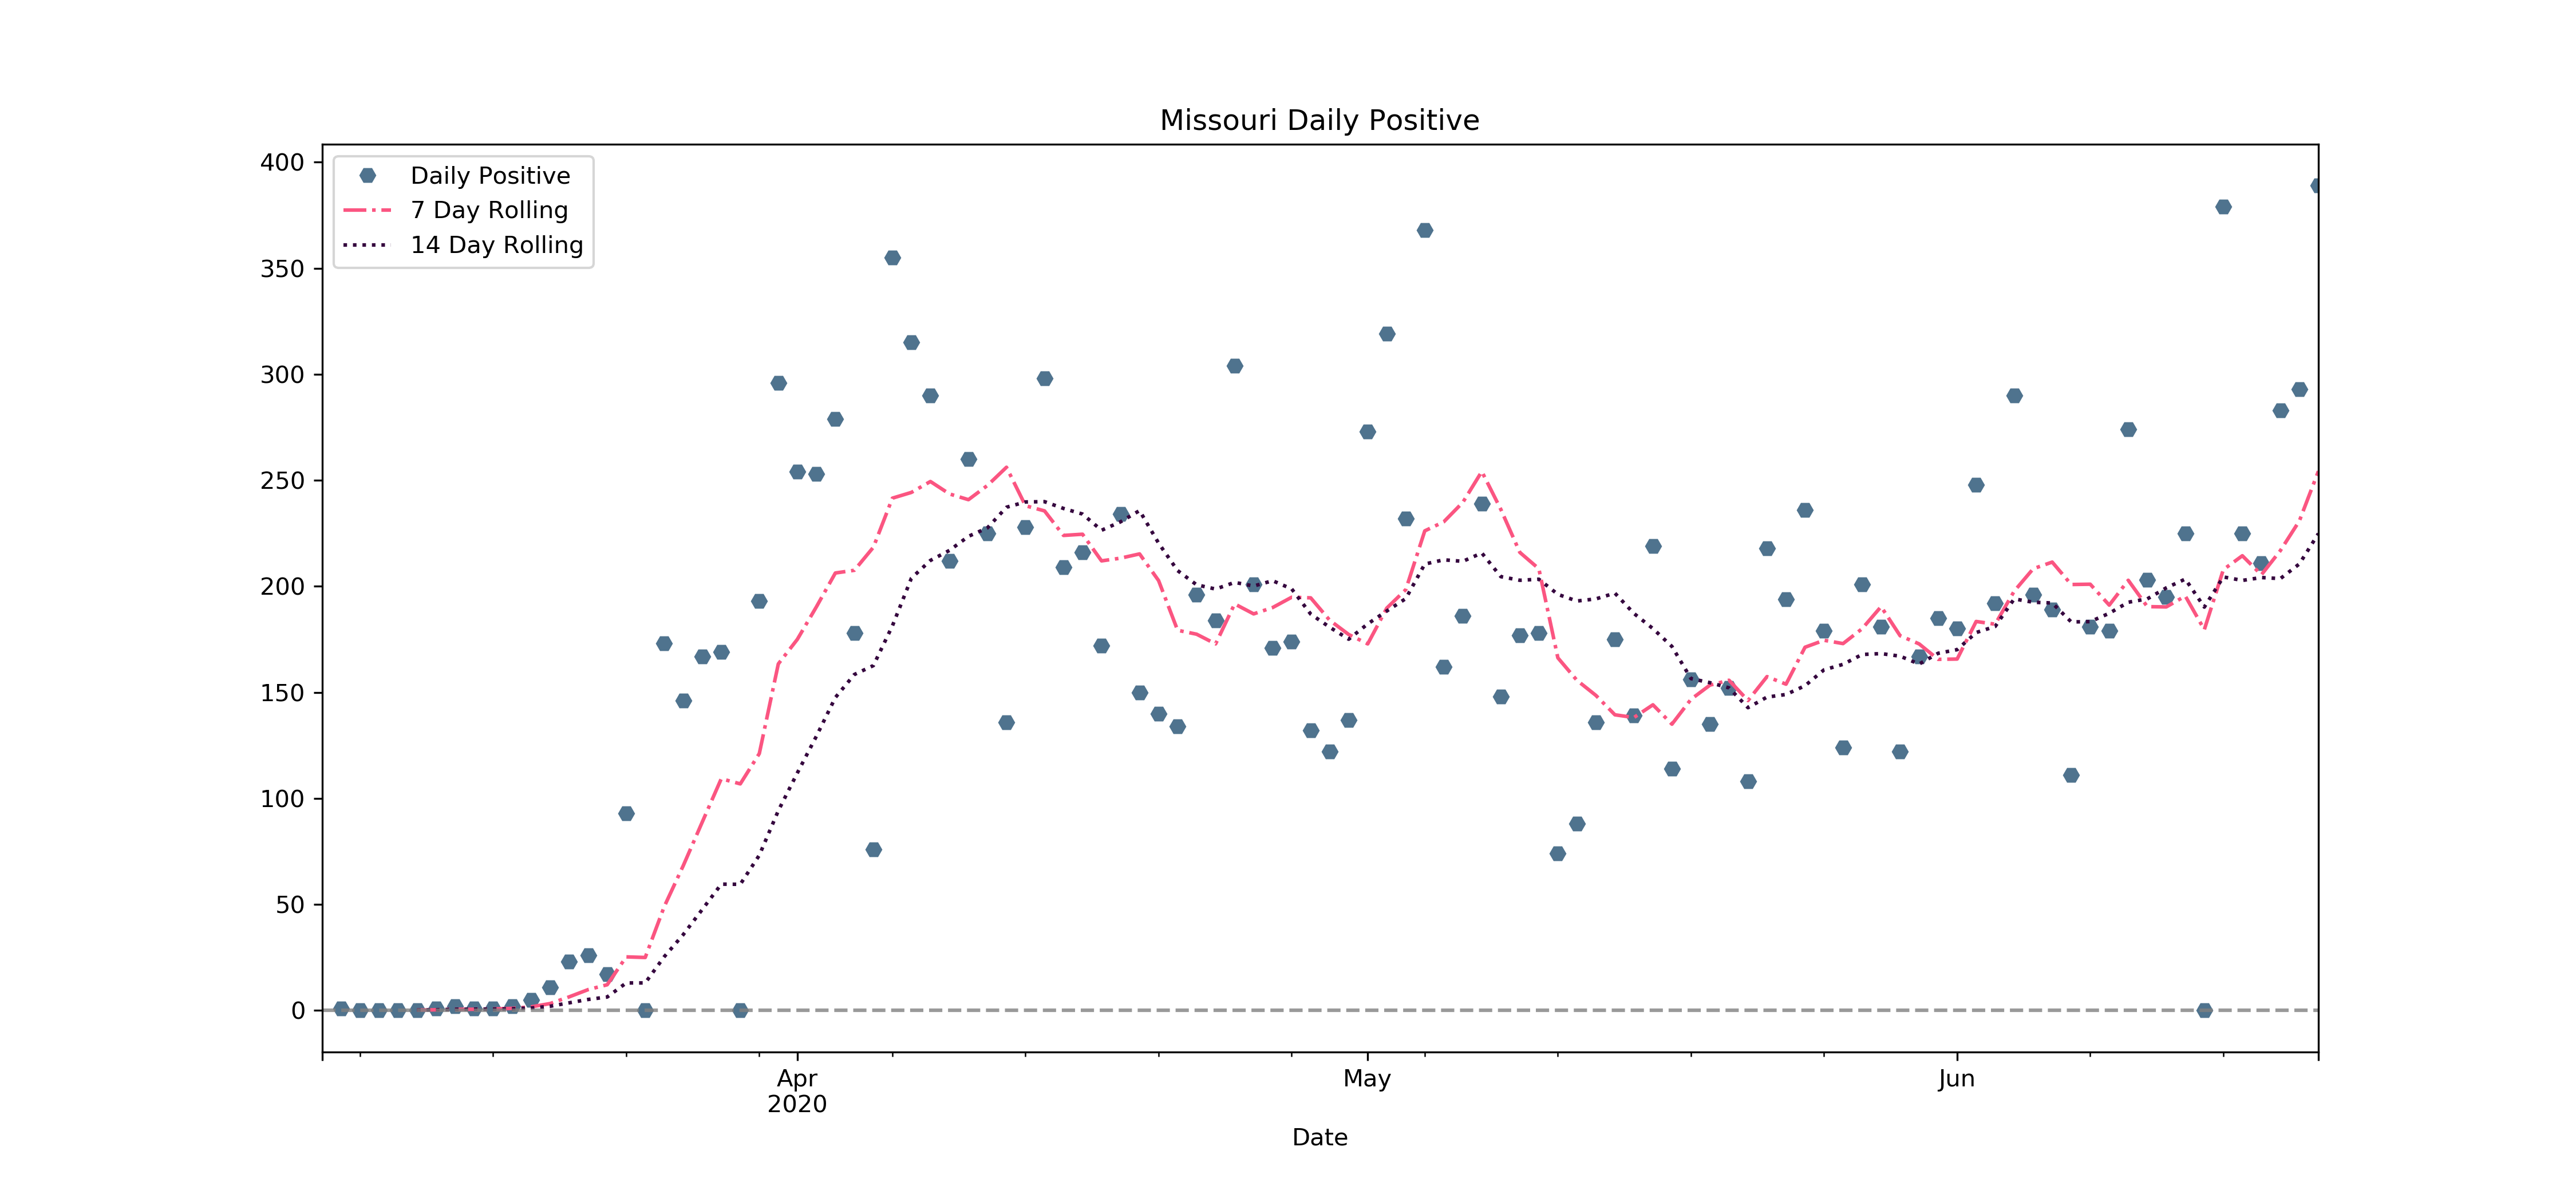 Missouri Daily Positive
Daily Positive
7 Day Rolling
14 Day Rolling
400
350
300
250
200
150
100
50
0
Apr
2020
May
Jun
Date